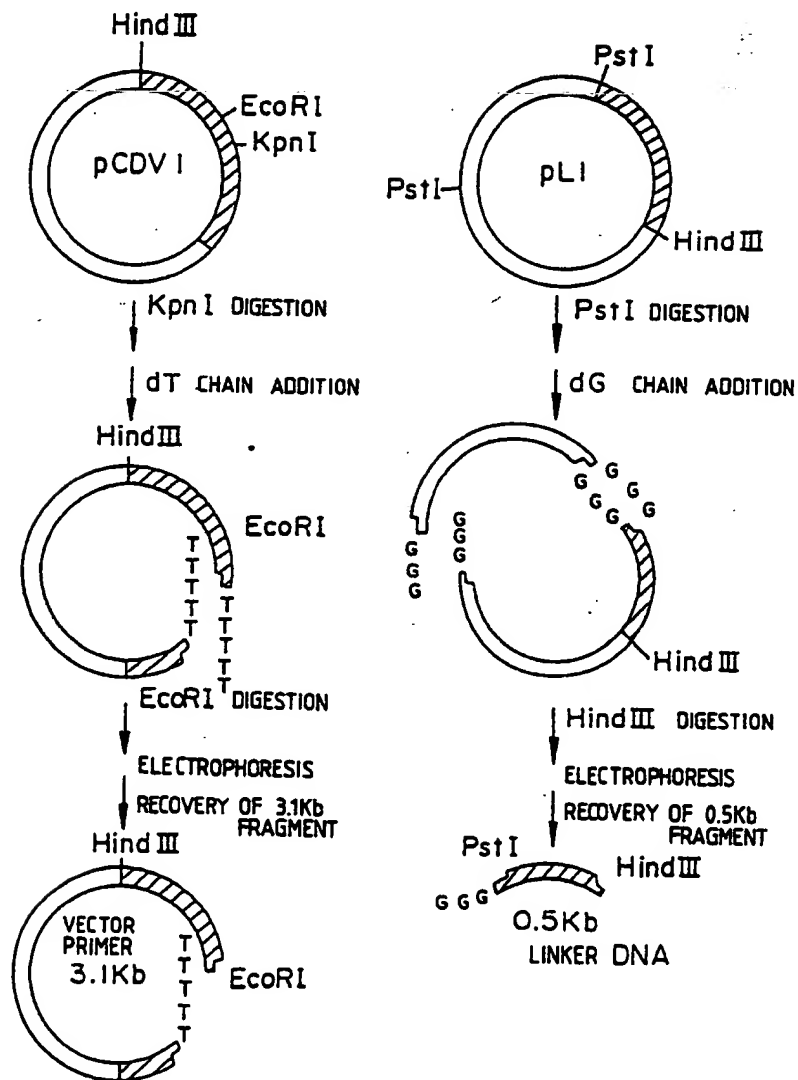 Hind III
EcoRI
KpnI
pCDV 1
KpnI DIGESTION
dT CHAIN ADDITION
Hind III
EcoRI
T
T
T
T
T
T
T
T
T
T
EcoRI DIGESTION
ELECTROPHORESIS
RECOVERY OF 3.1Kb
FRAGMENT
Hind III
VECTOR
PRIMER
3.1Kb
T
T
T
T
T
EcoRI
PstI
PstI
pL1
Hind III
PstI DIGESTION
dG CHAIN ADDITION
G
G
G
G
G
G
G
G
G
G
G
G
Hind III
Hind III DIGESTION
ELECTROPHORESIS
RECOVERY OF 0.5Kb
FRAGMENT
PstI
Hind III
G G G
0.5Kb
LINKER DNA